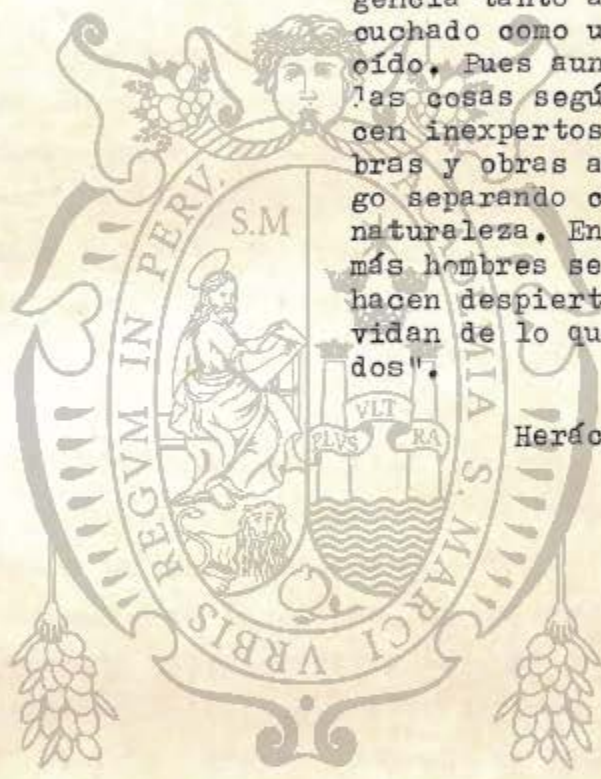 gencia tanto a
cuchado como u
oído. Pues aun
las cosas segú
cen inexpertos
bras y obras a
go separando c
naturaleza. En
más hombres se
hacen despiert
vidan de lo qu
dos".
Herác
S.M
PLVS VLT RA
REGVM IN PERV.
VRBIS
S. MARCI